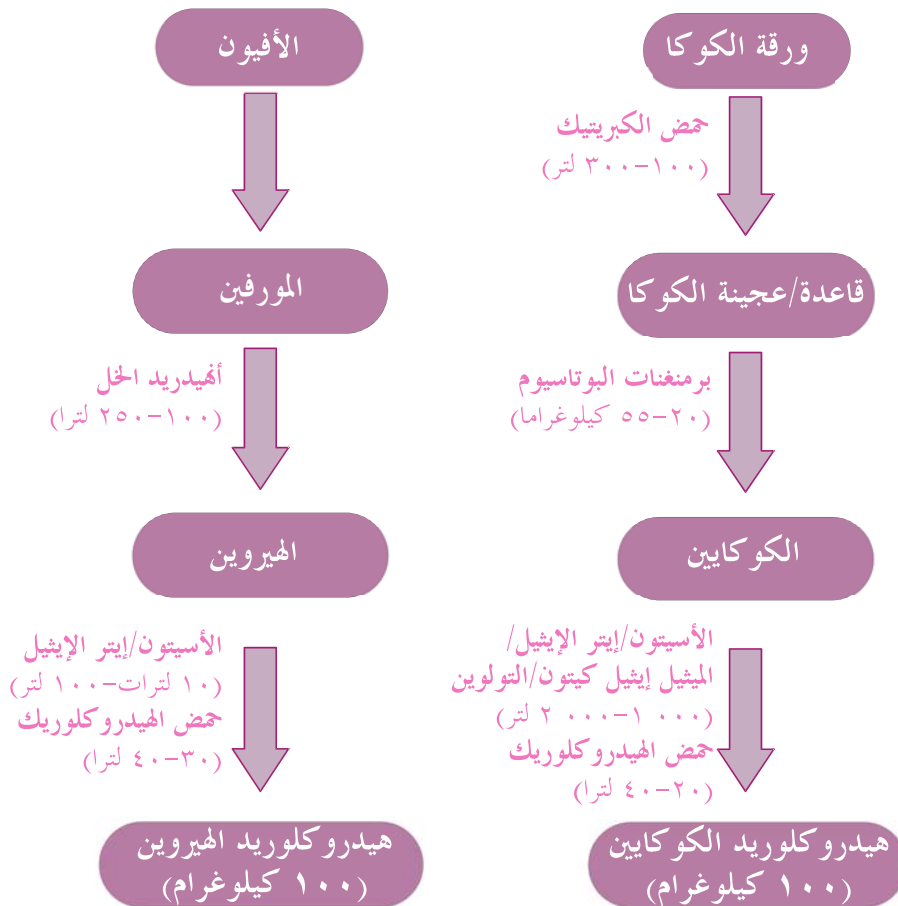 ورقة الكوكا
حمض الكبريتيك
(١٠٠–٣٠٠ لتر)
قاعدة/عجينة الكوكا
برمنغنات البوتاسيوم
(٢٠–٥٥ كيلوغراما)
الكوكايين
الأسيتون/إيتر الإيثيل/
الميثيل إيثيل كيتون/التولوين
(١ ٠٠٠–٢ ٠٠٠ لتر)
حمض الهيدروكلوريك
(٢٠–٤٠ لترا)
هيدروكلوريد الكوكايين
(١٠٠ كيلوغرام)
الأفيون
المورفين
أنهيدريد الخل
(١٠٠–٢٥٠ لترا)
الهيروين
الأسيتون/إيتر الإيثيل
(١٠ لترات–١٠٠ لتر)
حمض الهيدروكلوريك
(٣٠–٤٠ لترا)
هيدروكلوريد الهيروين
(١٠٠ كيلوغرام)